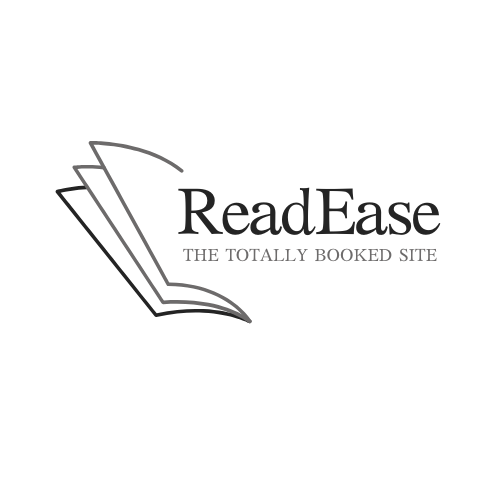 ReadEase
THE TOTALLY BOOKED SITE